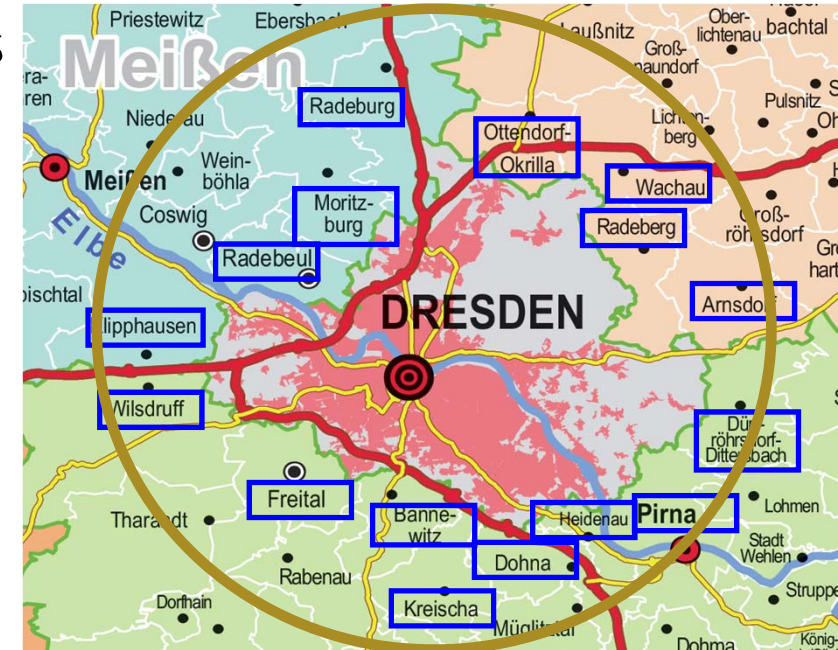 Priestewitz
Ebersbach
Laußnitz
Ober-
lichtenau
bachtal
Meißen
Groß-
naundorf
Radeburg
Pulsnitz
Niederau
Ottendorf-
Okrilla
Lichten-
berg
Wein-
böhla
Meißen
Wachau
Moritz-
burg
Coswig
Radeberg
Groß-
röhrsdorf
Elbe
Radebeul
Arnsdorf
DRESDEN
Klipphausen
Wilsdruff
Dürr-
röhrsdorf-
Dittersbach
Freital
Tharandt
Banne-
witz
Heidenau
Pirna
Lohmen
Stadt
Wehlen
Dohna
Rabenau
Struppen
Dorfhain
Kreischa
Müglitztal
Dohma
König-